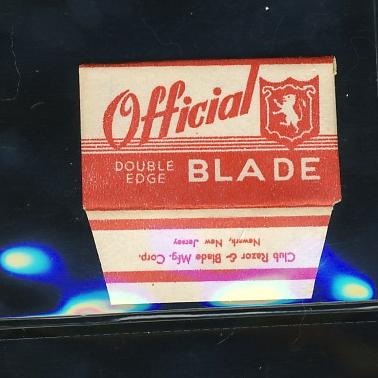 Official
DOUBLE
EDGE
BLADE
Club Razor & Blade Mfg. Corp.
Newark, New Jersey